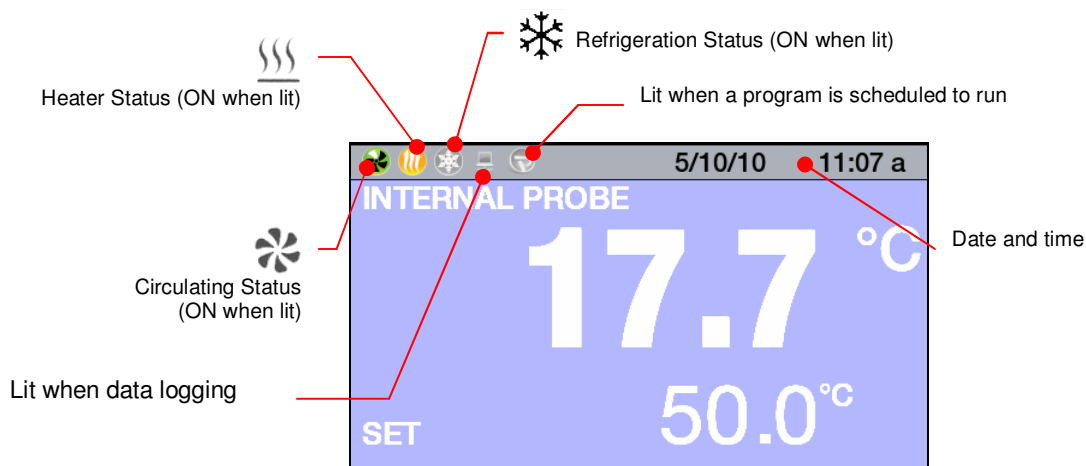 Refrigeration Status (ON when lit)
Heater Status (ON when lit)
Lit when a program is scheduled to run
5/10/10 11:07 a
INTERNAL PROBE
17.7 °C
Date and time
Circulating Status
(ON when lit)
Lit when data logging
SET 50.0°C